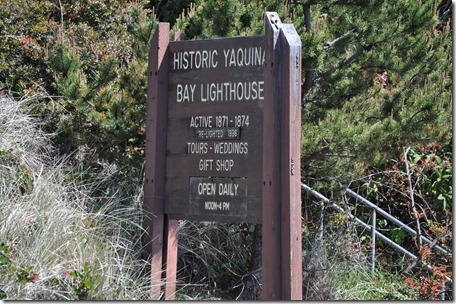 HISTORIC YAQUINA
BAY LIGHTHOUSE
ACTIVE 1871-1874
RE-LIGHTED 1996
TOURS-WEDDINGS
GIFT SHOP
OPEN DAILY
NOON-4 PM